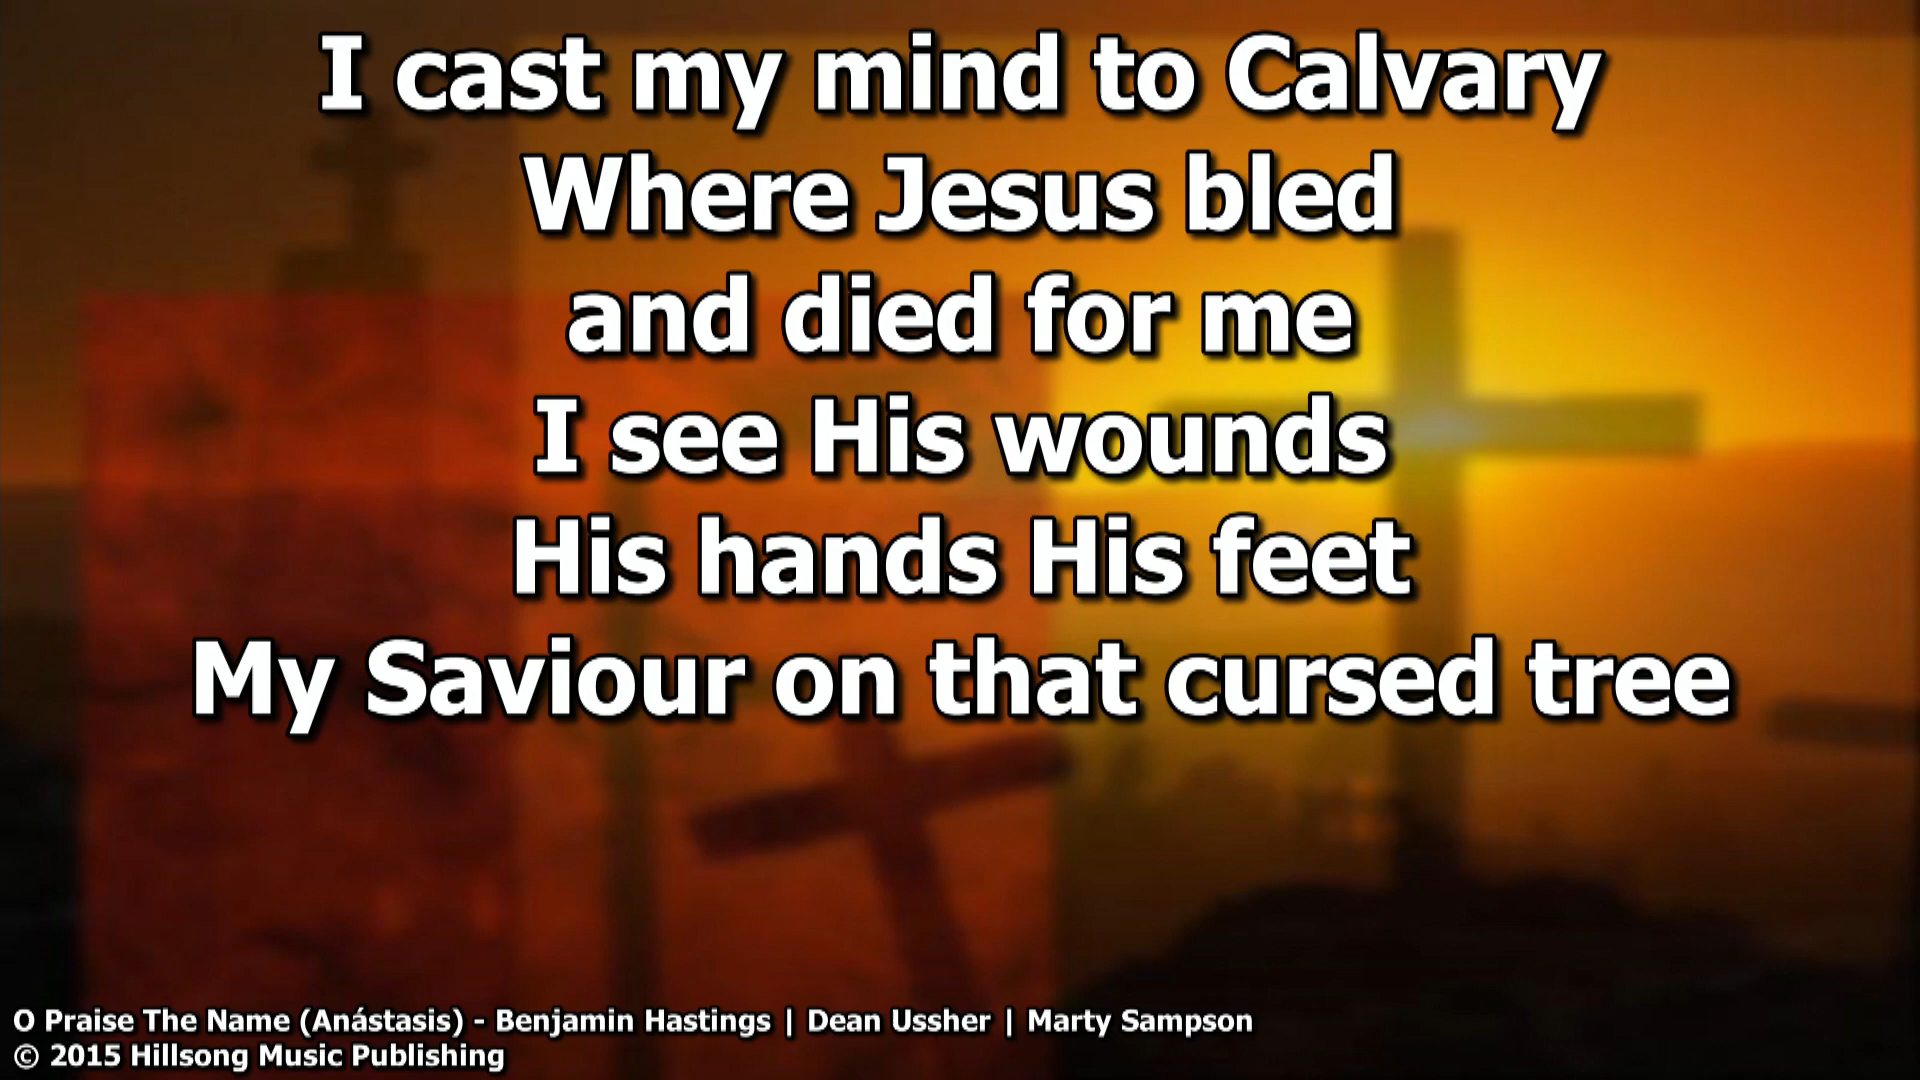 I cast my mind to Calvary
Where Jesus bled
and died for me
I see His wounds
His hands His feet
My Saviour on that cursed tree
O Praise The Name (Anástasis) - Benjamin Hastings | Dean Ussher | Marty Sampson
© 2015 Hillsong Music Publishing